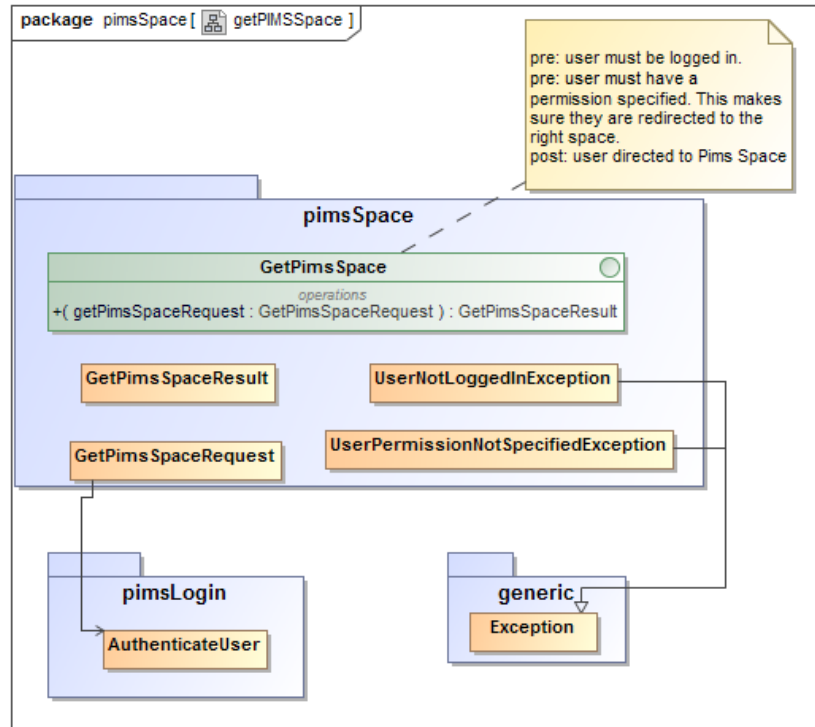 package pimsSpace [ getPIMSSpace ]
pre: user must be logged in.
pre: user must have a
permission specified. This makes
sure they are redirected to the
right space.
post: user directed to Pims Space
pimsSpace
GetPimsSpace
operations
+( getPimsSpaceRequest : GetPimsSpaceRequest ) : GetPimsSpaceResult
GetPimsSpaceResult
UserNotLoggedInException
UserPermissionNotSpecifiedException
GetPimsSpaceRequest
pimsLogin
AuthenticateUser
generic
Exception